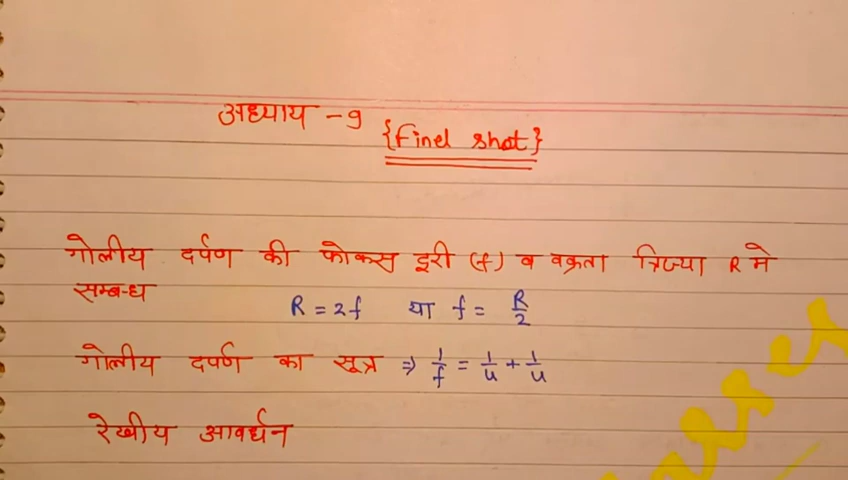 अध्याय - 9
{Finel shot}
गोलीय दर्पण की फोकस दूरी (f) व वक्रता त्रिज्या R मे
सम्बन्ध
R = 2f या f = R/2
गोलीय दर्पण का सूत्र ⇒ 1/f = 1/u + 1/u
रेखीय आवर्धन